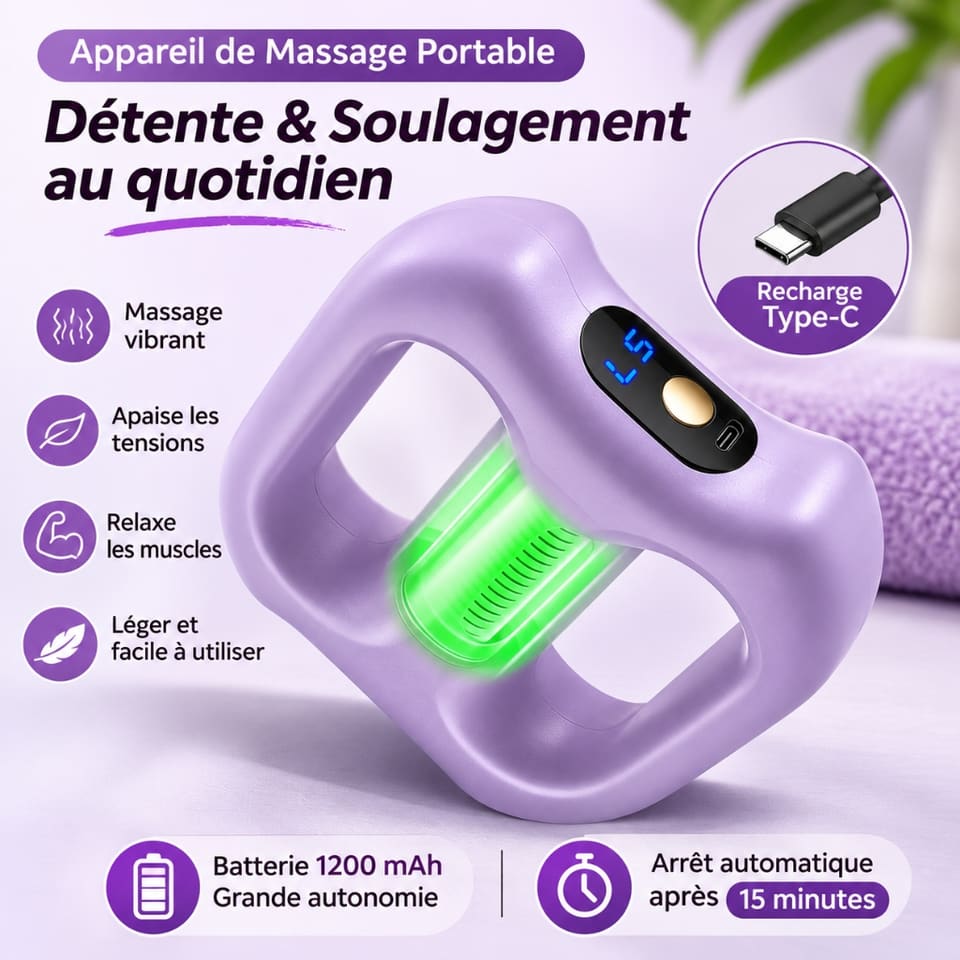 Appareil de Massage Portable
Détente & Soulagement
au quotidien
Recharge
Type-C
Massage
vibrant
Apaise les
tensions
Relaxe
les muscles
Léger et
facile à utiliser
Batterie 1200 mAh
Grande autonomie
Arrêt automatique
après 15 minutes